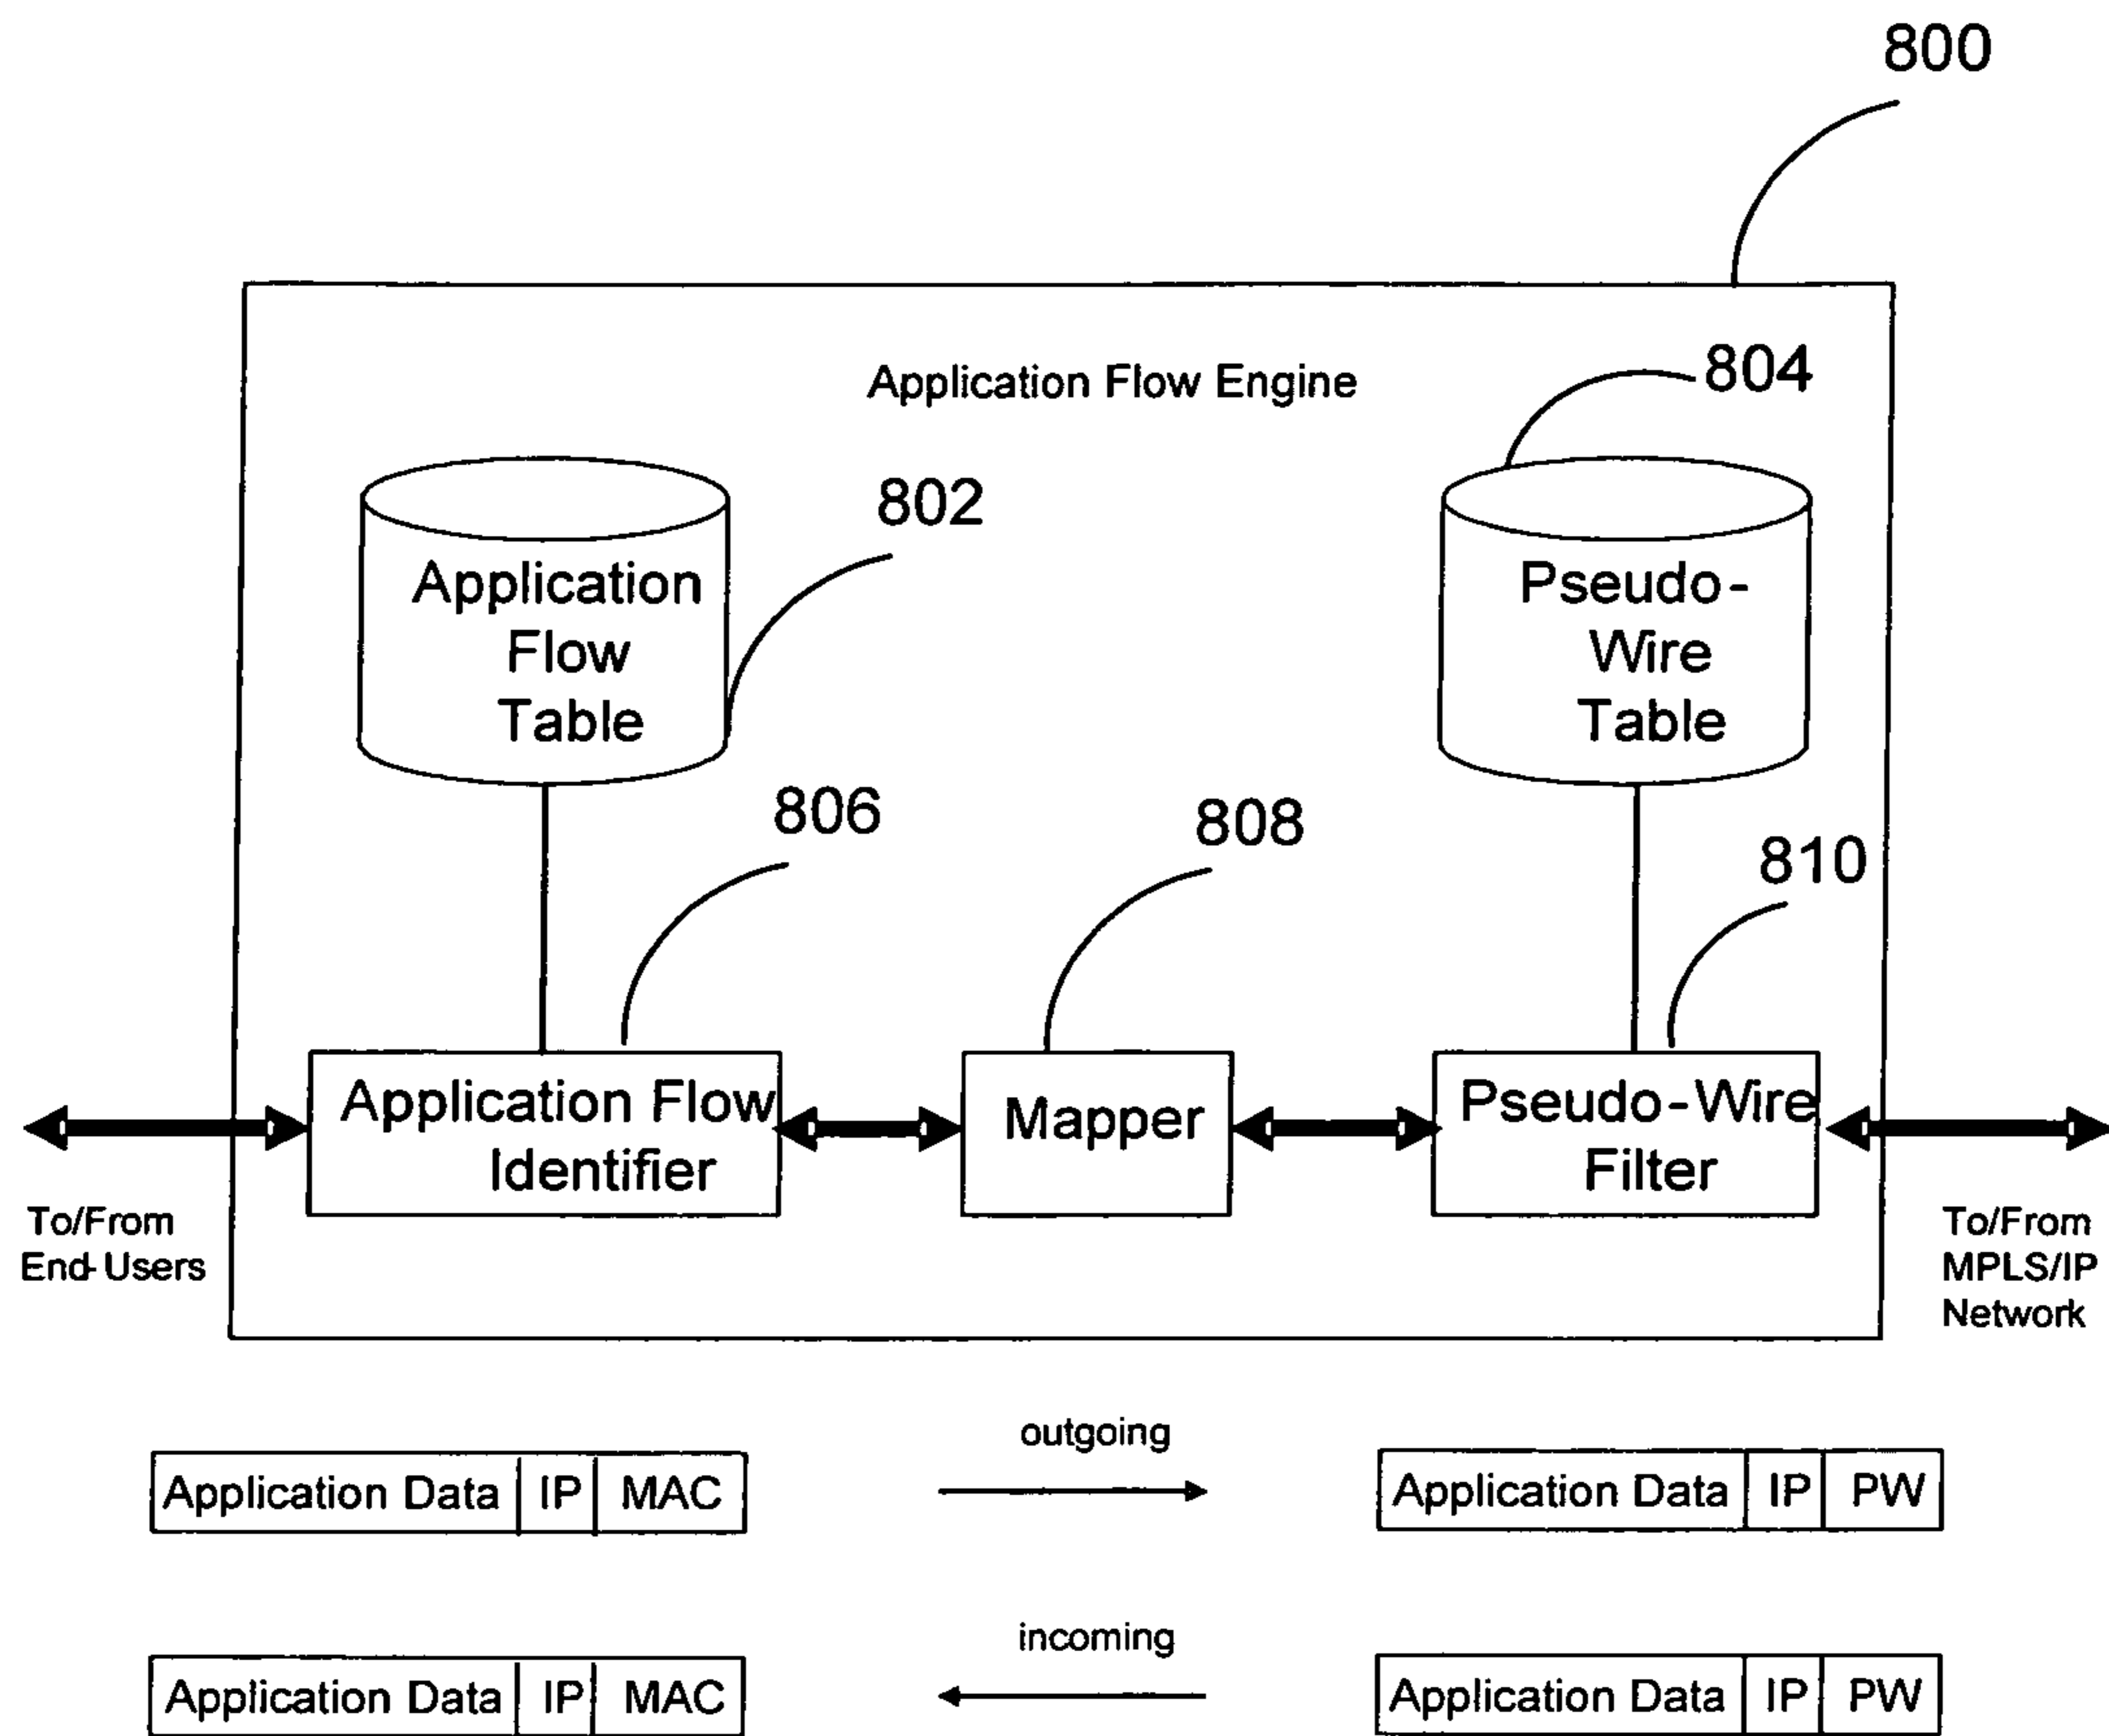 800
Application Flow Engine
804
802
Application
Flow
Table
Pseudo-
Wire
Table
806
808
810
Application Flow
Identifier
Mapper
Pseudo-Wire
Filter
To/From
End-Users
To/From
MPLS/IP
Network
outgoing
Application Data IP MAC
Application Data IP PW
incoming
Application Data IP MAC
Application Data IP PW